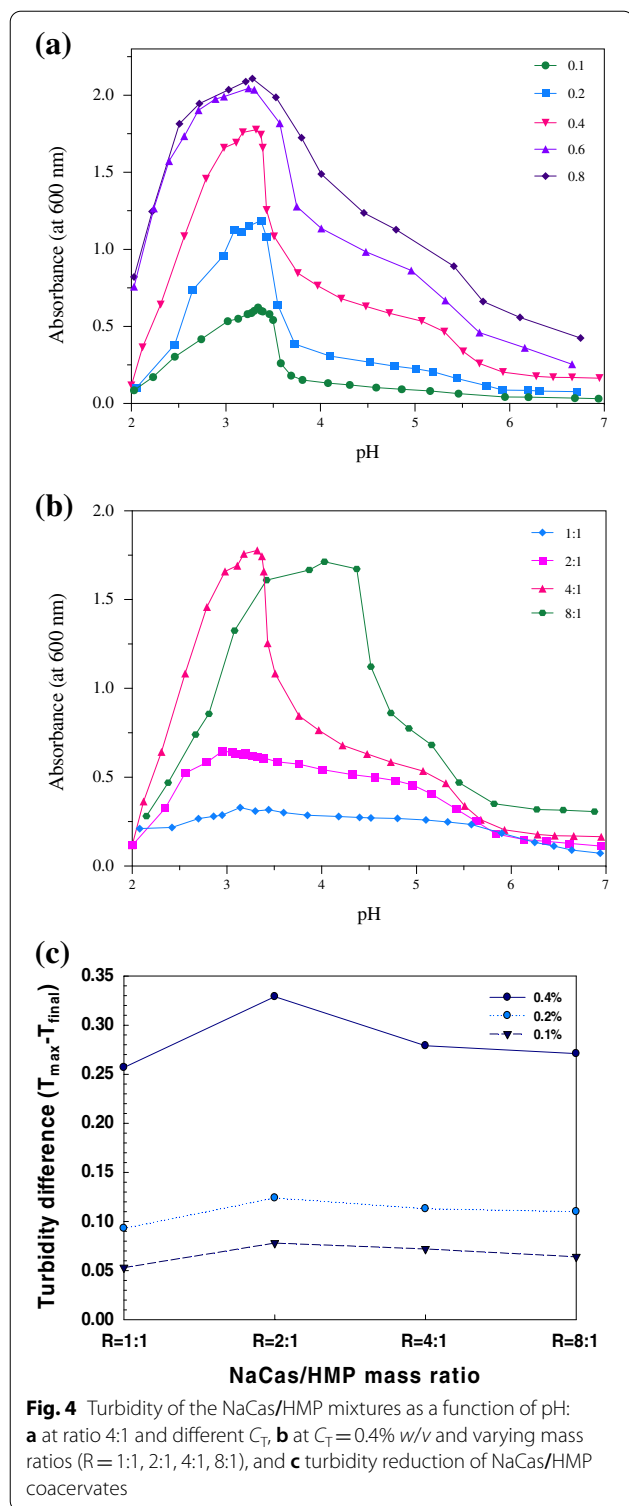 (a)
0.1
0.2
0.4
0.6
0.8
2.0
1.5
1.0
0.5
0.0
Absorbance (at 600 nm)
2 3 4 5 6 7
pH
(b)
1:1
2:1
4:1
8:1
2.0
1.5
1.0
0.5
0.0
Absorbance (at 600 nm)
2 3 4 5 6 7
pH
(c)
0.4%
0.2%
0.1%
0.35
0.30
0.25
0.20
0.15
0.10
0.05
0.00
Turbidity difference (Tmax-Tfinal)
R=1:1 R=2:1 R=4:1 R=8:1
NaCas/HMP mass ratio
Fig. 4 Turbidity of the NaCas/HMP mixtures as a function of pH:
a at ratio 4:1 and different CT, b at CT = 0.4% w/v and varying mass
ratios (R = 1:1, 2:1, 4:1, 8:1), and c turbidity reduction of NaCas/HMP
coacervates